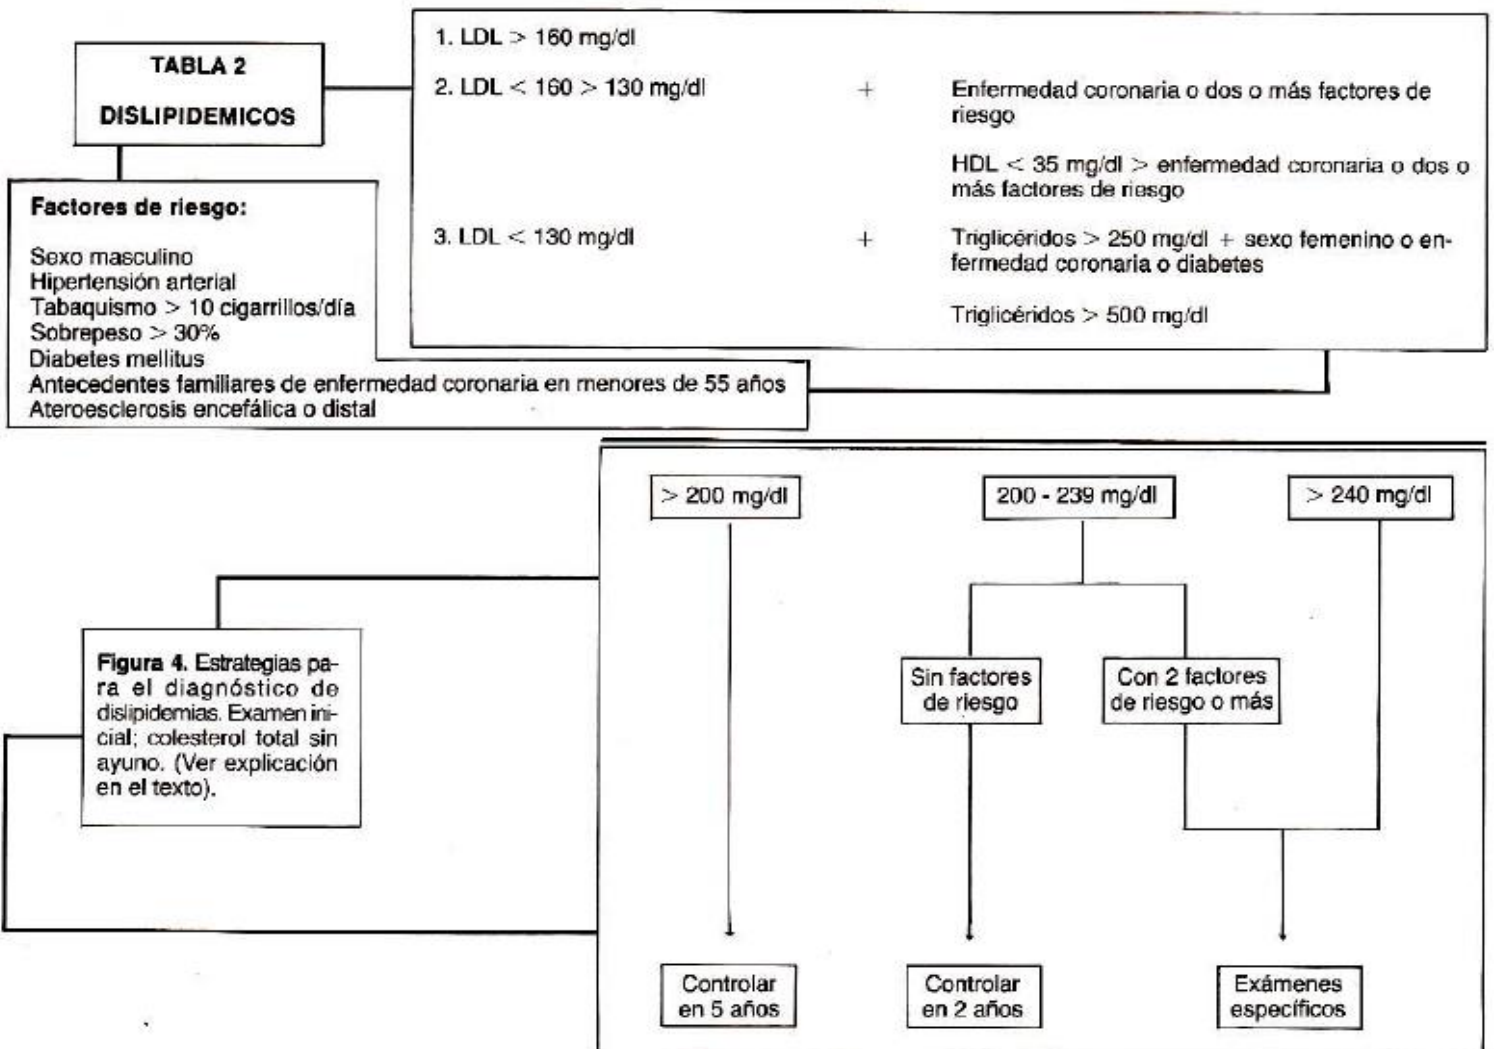 TABLA 2
DISLIPIDEMICOS
1. LDL > 160 mg/dl
2. LDL < 160 > 130 mg/dl + Enfermedad coronaria o dos o más factores de
riesgo
HDL < 35 mg/dl > enfermedad coronaria o dos o
más factores de riesgo
3. LDL < 130 mg/dl + Triglicéridos > 250 mg/dl + sexo femenino o en-
fermedad coronaria o diabetes
Triglicéridos > 500 mg/dl
Factores de riesgo:
Sexo masculino
Hipertensión arterial
Tabaquismo > 10 cigarrillos/día
Sobrepeso > 30%
Diabetes mellitus
Antecedentes familiares de enfermedad coronaria en menores de 55 años
Ateroesclerosis encefálica o distal
Figura 4. Estrategias pa-
ra el diagnóstico de
dislipidemias. Examen ini-
cial; colesterol total sin
ayuno. (Ver explicación
en el texto).
> 200 mg/dl
200 - 239 mg/dl
> 240 mg/dl
Sin factores
de riesgo
Con 2 factores
de riesgo o más
Controlar
en 5 años
Controlar
en 2 años
Exámenes
específicos